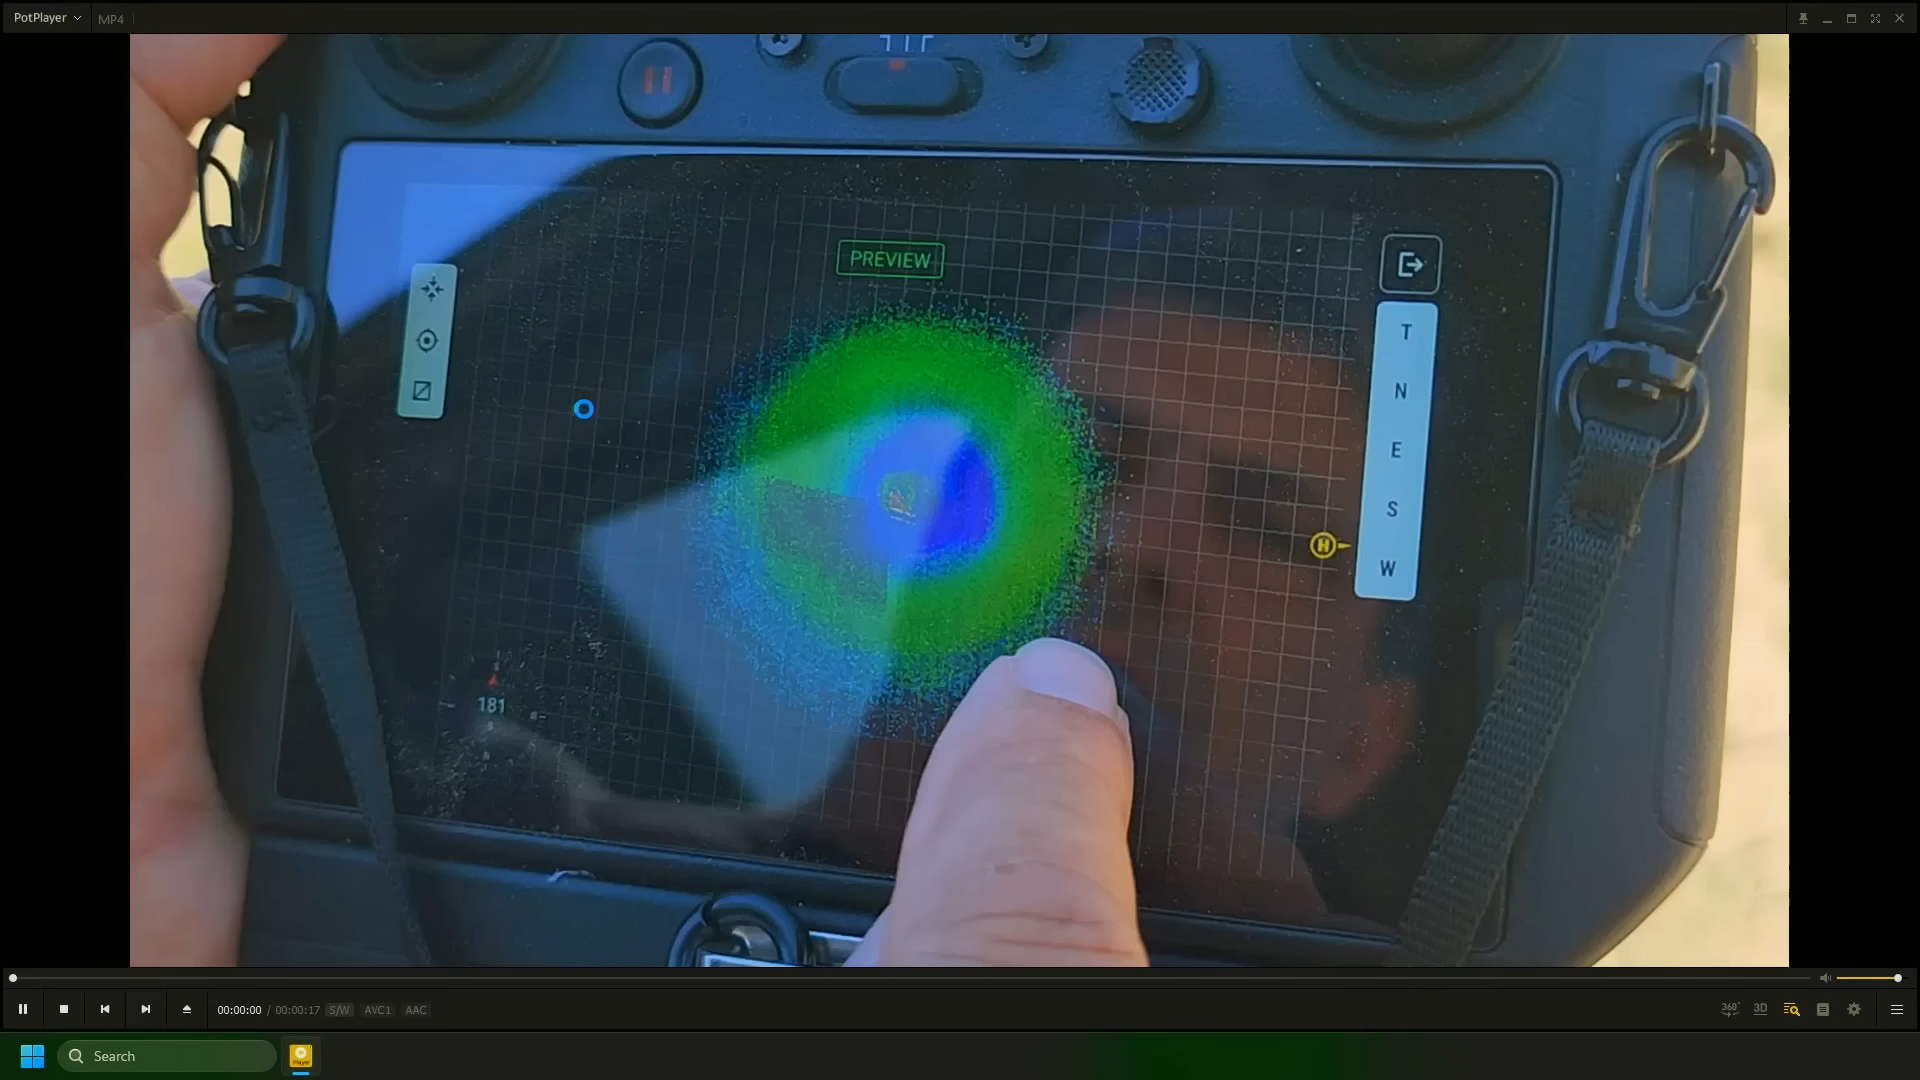 PotPlayer
MP4
PREVIEW
T
N
E
S
W
H
181
00:00:00 / 00:00:17 S/W AVC1 AAC
360° 3D
Search